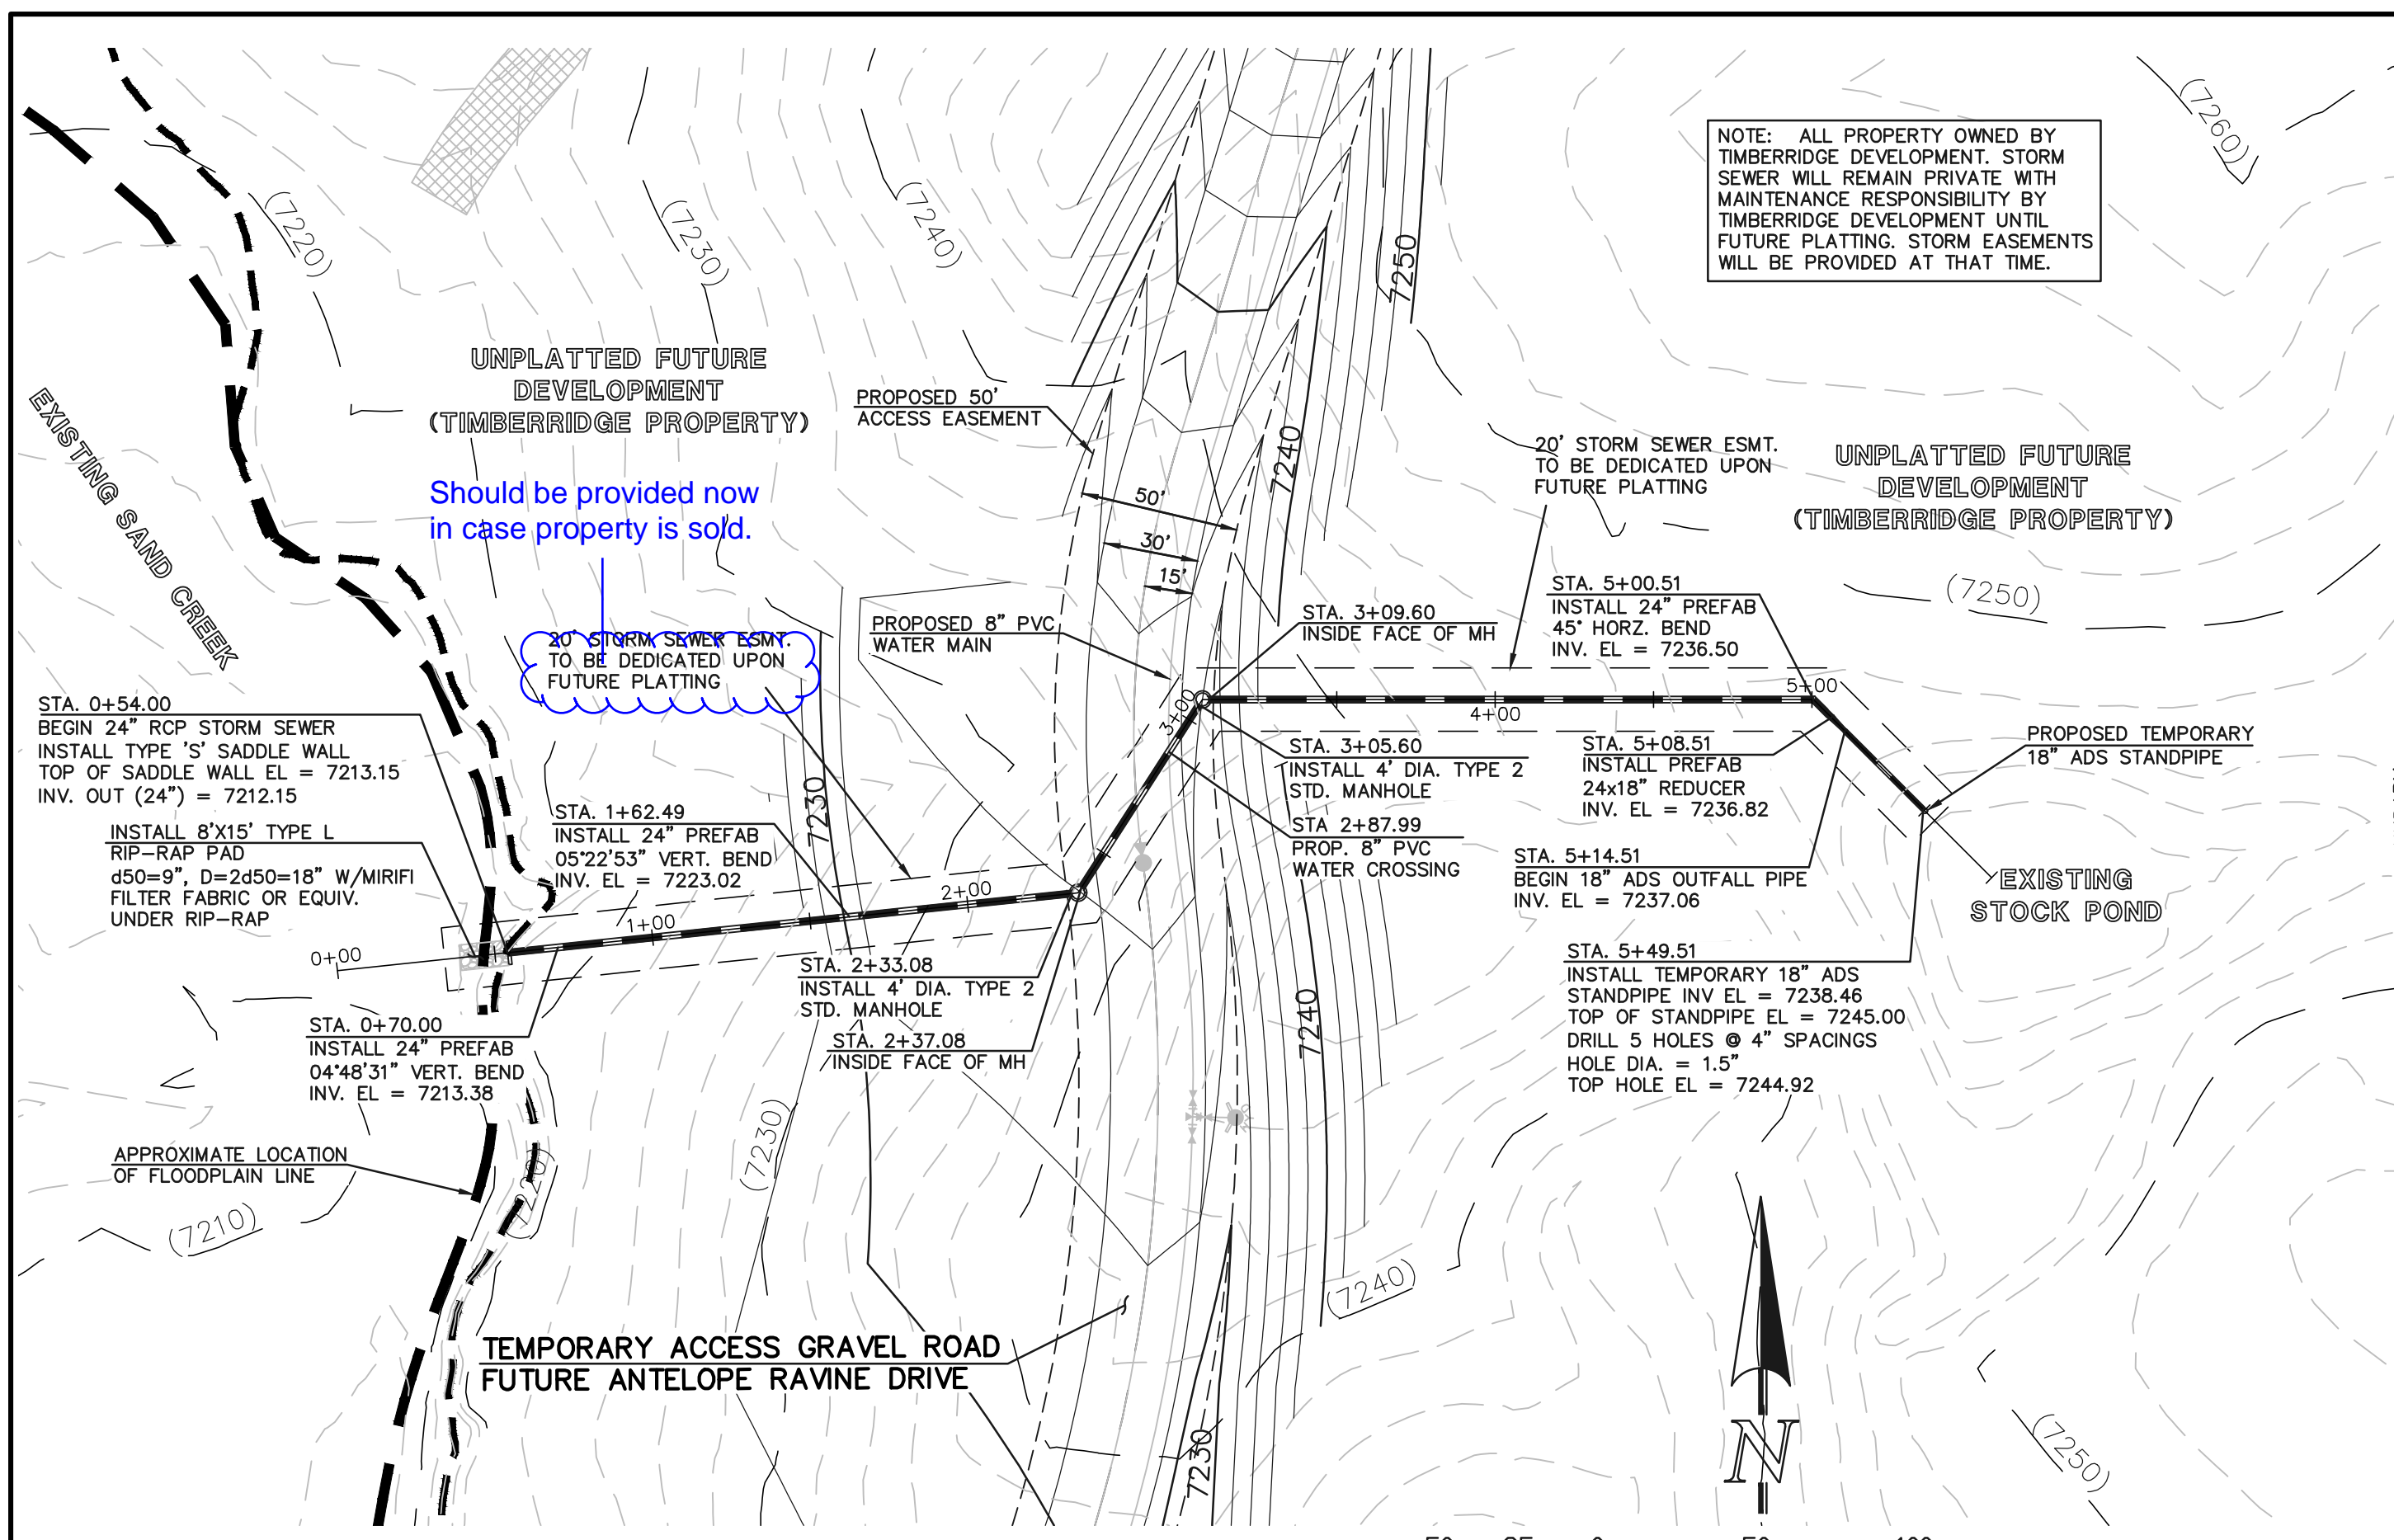 NOTE: ALL PROPERTY OWNED BY
TIMBERRIDGE DEVELOPMENT. STORM
SEWER WILL REMAIN PRIVATE WITH
MAINTENANCE RESPONSIBILITY BY
TIMBERRIDGE DEVELOPMENT UNTIL
FUTURE PLATTING. STORM EASEMENTS
WILL BE PROVIDED AT THAT TIME.
(7260)
(7220)
(7230)
(7240)
7250
UNPLATTED FUTURE
DEVELOPMENT
(TIMBERRIDGE PROPERTY)
PROPOSED 50'
ACCESS EASEMENT
EXISTING SAND CREEK
Should be provided now
in case property is sold.
7240
50'
30'
15'
20' STORM SEWER ESMT.
TO BE DEDICATED UPON
FUTURE PLATTING
UNPLATTED FUTURE
DEVELOPMENT
(TIMBERRIDGE PROPERTY)
(7250)
20' STORM SEWER ESMT.
TO BE DEDICATED UPON
FUTURE PLATTING
PROPOSED 8" PVC
WATER MAIN
STA. 3+09.60
INSIDE FACE OF MH
STA. 5+00.51
INSTALL 24" PREFAB
45° HORZ. BEND
INV. EL = 7236.50
3+00
4+00
5+00
STA. 0+54.00
BEGIN 24" RCP STORM SEWER
INSTALL TYPE 'S' SADDLE WALL
TOP OF SADDLE WALL EL = 7213.15
INV. OUT (24") = 7212.15
INSTALL 8'X15' TYPE L
RIP-RAP PAD
d50=9", D=2d50=18" W/MIRIFI
FILTER FABRIC OR EQUIV.
UNDER RIP-RAP
STA. 1+62.49
INSTALL 24" PREFAB
05°22'53" VERT. BEND
INV. EL = 7223.02
7230
STA. 3+05.60
INSTALL 4' DIA. TYPE 2
STD. MANHOLE
STA 2+87.99
PROP. 8" PVC
WATER CROSSING
STA. 5+08.51
INSTALL PREFAB
24x18" REDUCER
INV. EL = 7236.82
PROPOSED TEMPORARY
18" ADS STANDPIPE
STA. 5+14.51
BEGIN 18" ADS OUTFALL PIPE
INV. EL = 7237.06
EXISTING
STOCK POND
0+00
1+00
2+00
STA. 2+33.08
INSTALL 4' DIA. TYPE 2
STD. MANHOLE
STA. 2+37.08
INSIDE FACE OF MH
STA. 5+49.51
INSTALL TEMPORARY 18" ADS
STANDPIPE INV EL = 7238.46
TOP OF STANDPIPE EL = 7245.00
DRILL 5 HOLES @ 4" SPACINGS
HOLE DIA. = 1.5"
TOP HOLE EL = 7244.92
STA. 0+70.00
INSTALL 24" PREFAB
04°48'31" VERT. BEND
INV. EL = 7213.38
7240
(7230)
APPROXIMATE LOCATION
OF FLOODPLAIN LINE
(7220)
(7210)
(7240)
TEMPORARY ACCESS GRAVEL ROAD
FUTURE ANTELOPE RAVINE DRIVE
7230
N
(7250)